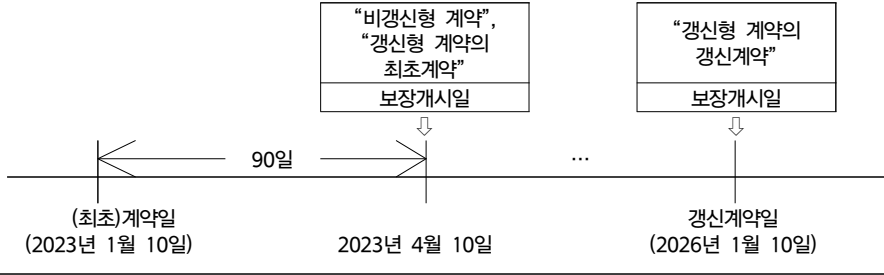 “비갱신형 계약”,
“갱신형 계약의
최초계약”
보장개시일
“갱신형 계약의
갱신계약”
보장개시일
90일
…
(최초)계약일
(2023년 1월 10일)
2023년 4월 10일
갱신계약일
(2026년 1월 10일)